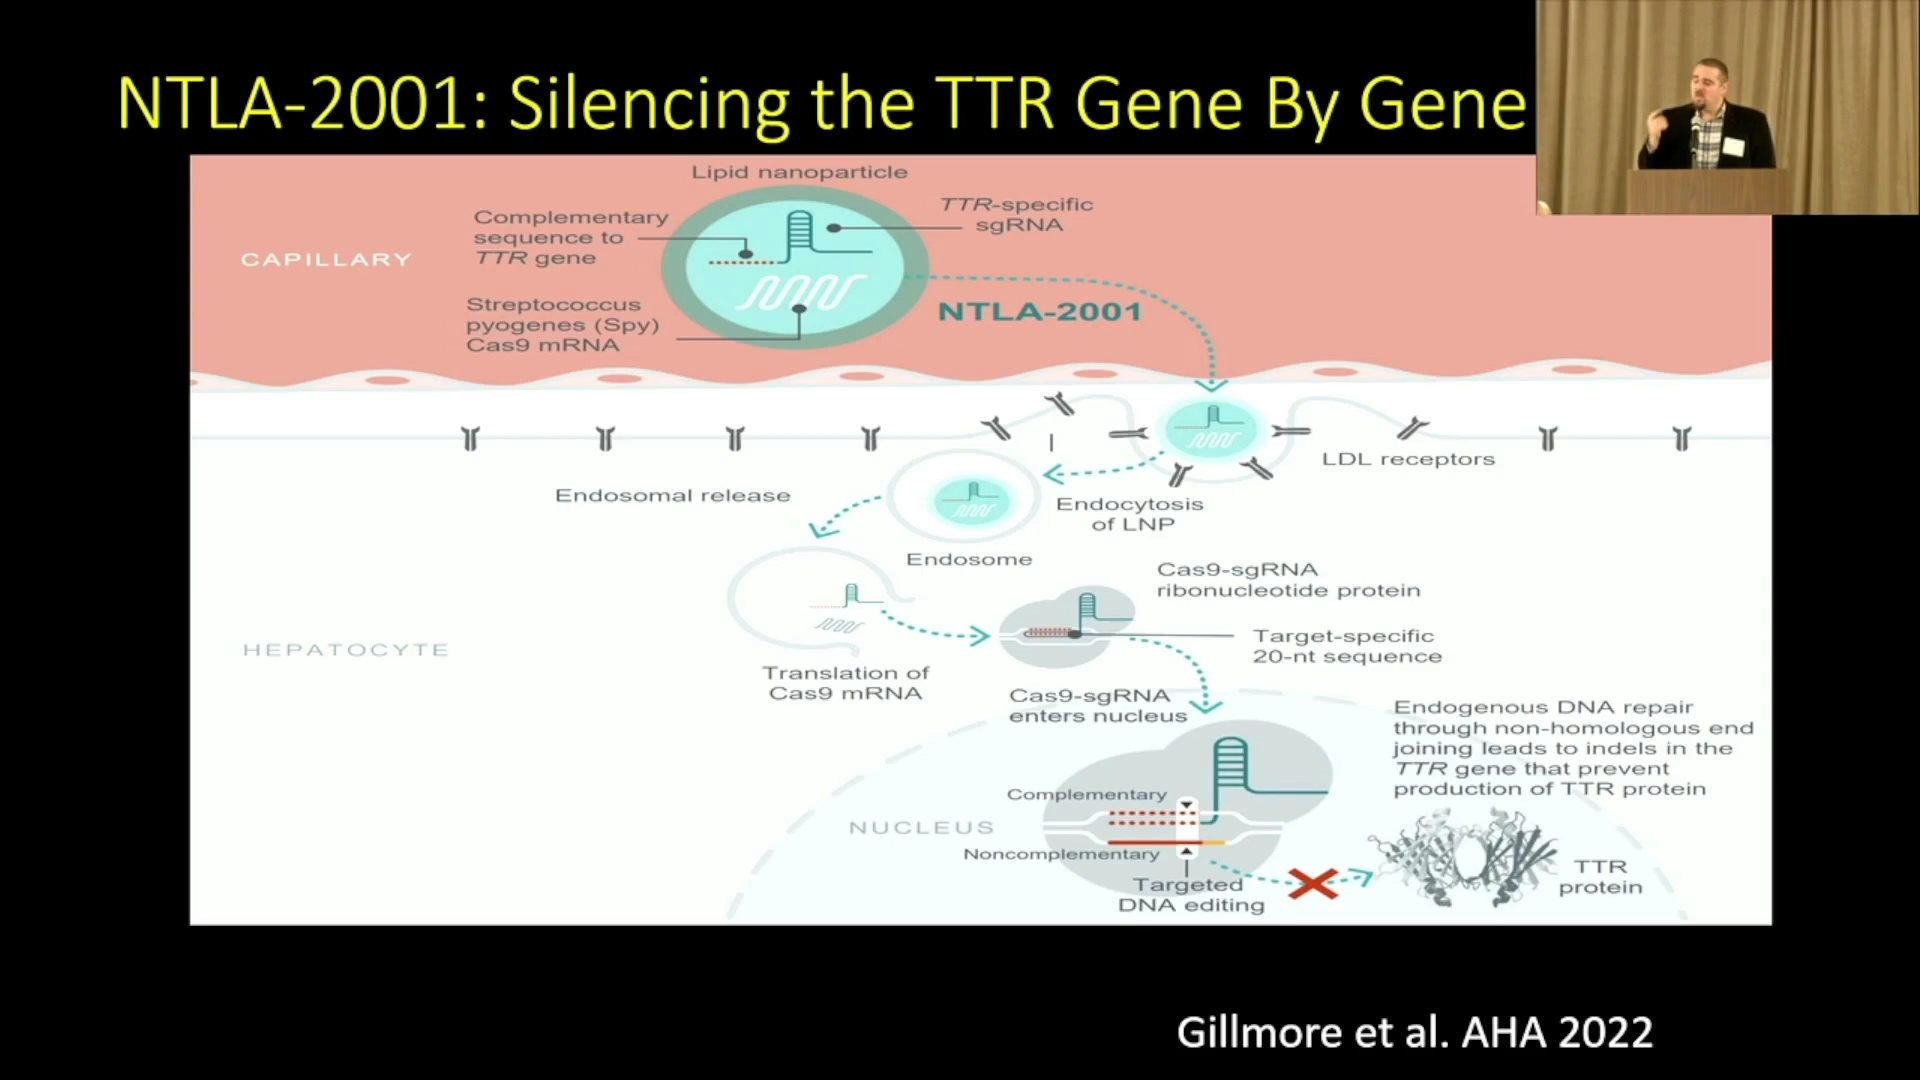 NTLA-2001: Silencing the TTR Gene By Gene
Lipid nanoparticle
Complementary
sequence to
TTR gene
TTR-specific
sgRNA
CAPILLARY
Streptococcus
pyogenes (Spy)
Cas9 mRNA
NTLA-2001
LDL receptors
Endosomal release
Endocytosis
of LNP
Endosome
Cas9-sgRNA
ribonucleotide protein
HEPATOCYTE
Target-specific
20-nt sequence
Translation of
Cas9 mRNA
Cas9-sgRNA
enters nucleus
Endogenous DNA repair
through non-homologous end
joining leads to indels in the
TTR gene that prevent
production of TTR protein
Complementary
NUCLEUS
Noncomplementary
Targeted
DNA editing
TTR
protein
Gillmore et al. AHA 2022